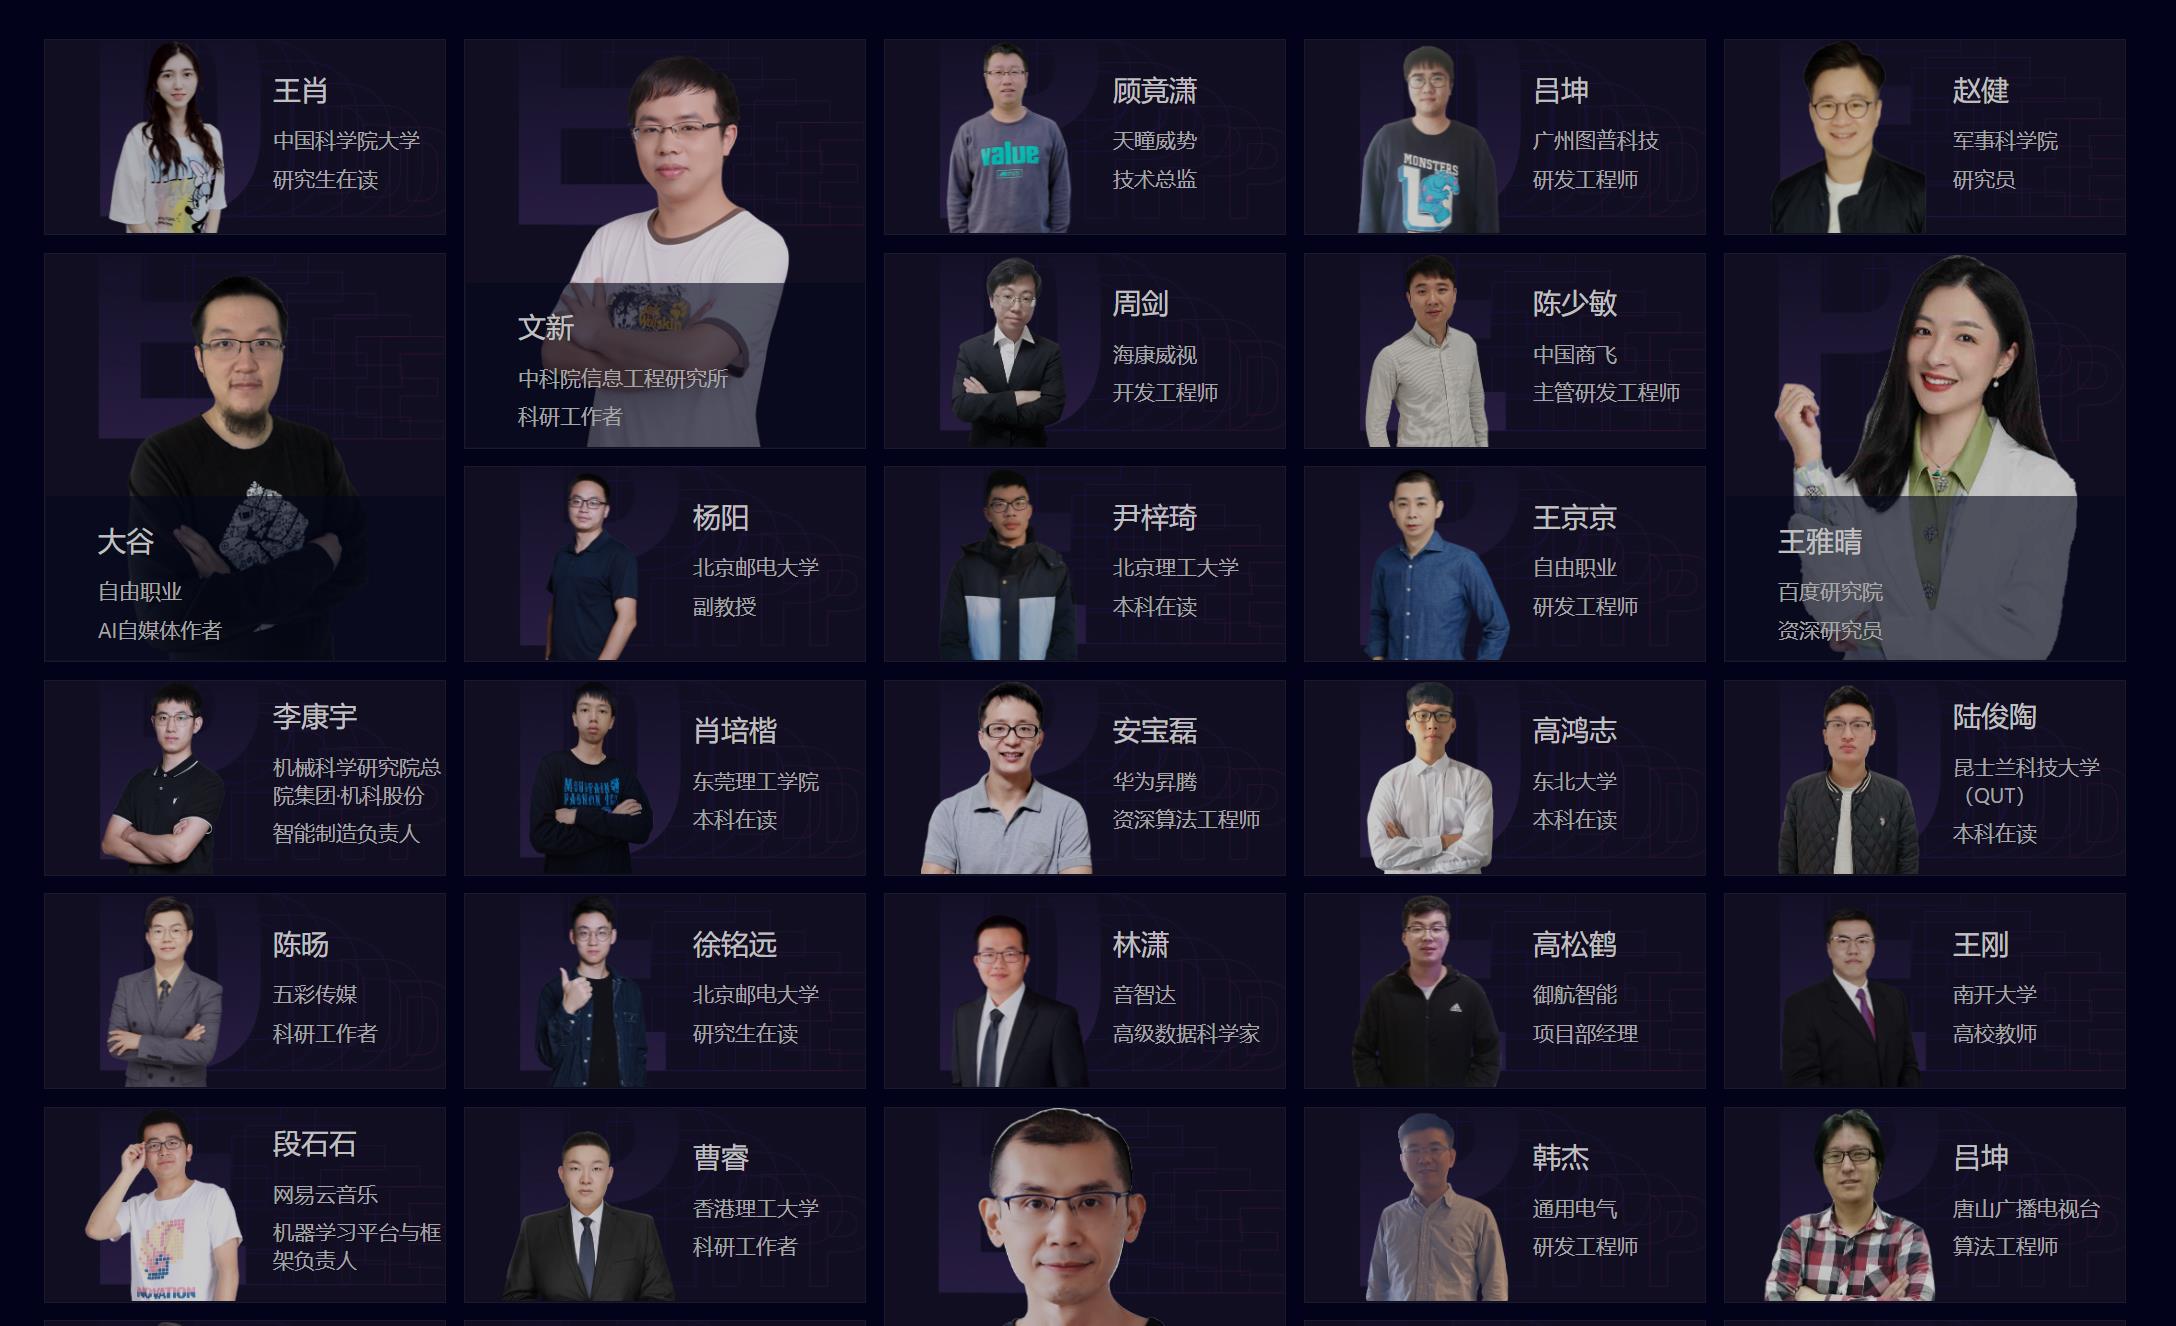 王肖
中国科学院大学
研究生在读
文新
中科院信息工程研究所
科研工作者
顾竟潇
天瞳威势
技术总监
value
吕坤
广州图普科技
研发工程师
MONSTERS
赵健
军事科学院
研究员
大谷
自由职业
AI自媒体作者
周剑
海康威视
开发工程师
陈少敏
中国商飞
主管研发工程师
王雅晴
百度研究院
资深研究员
杨阳
北京邮电大学
副教授
尹梓琦
北京理工大学
本科在读
王京京
自由职业
研发工程师
李康宇
机械科学研究院总
院集团·机科股份
智能制造负责人
肖培楷
东莞理工学院
本科在读
安宝磊
华为昇腾
资深算法工程师
高鸿志
东北大学
本科在读
陆俊陶
昆士兰科技大学
（QUT）
本科在读
陈旸
五彩传媒
科研工作者
徐铭远
北京邮电大学
研究生在读
林潇
音智达
高级数据科学家
高松鹤
御航智能
项目部经理
王刚
南开大学
高校教师
段石石
网易云音乐
机器学习平台与框
架负责人
NOVATION
曹睿
香港理工大学
科研工作者
韩杰
通用电气
研发工程师
吕坤
唐山广播电视台
算法工程师